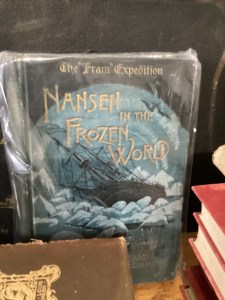 The "Fram" Expedition
NANSEN
IN THE
FROZEN
WORLD